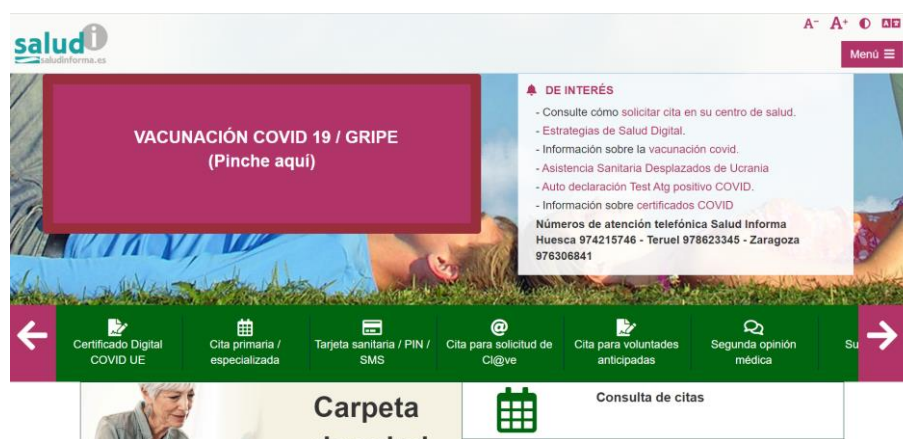 A- A+
salud i
saludinforma.es
Menú
VACUNACIÓN COVID 19 / GRIPE
(Pinche aquí)
DE INTERÉS
- Consulte cómo solicitar cita en su centro de salud.
- Estrategias de Salud Digital.
- Información sobre la vacunación covid.
- Asistencia Sanitaria Desplazados de Ucrania
- Auto declaración Test Atg positivo COVID.
- Información sobre certificados COVID
Números de atención telefónica Salud Informa
Huesca 974215746 - Teruel 978623345 - Zaragoza
976306841
Certificado Digital
COVID UE
Cita primaria /
especializada
Tarjeta sanitaria / PIN /
SMS
Cita para solicitud de
Cl@ve
Cita para voluntades
anticipadas
Segunda opinión
médica
Su
Carpeta
Consulta de citas